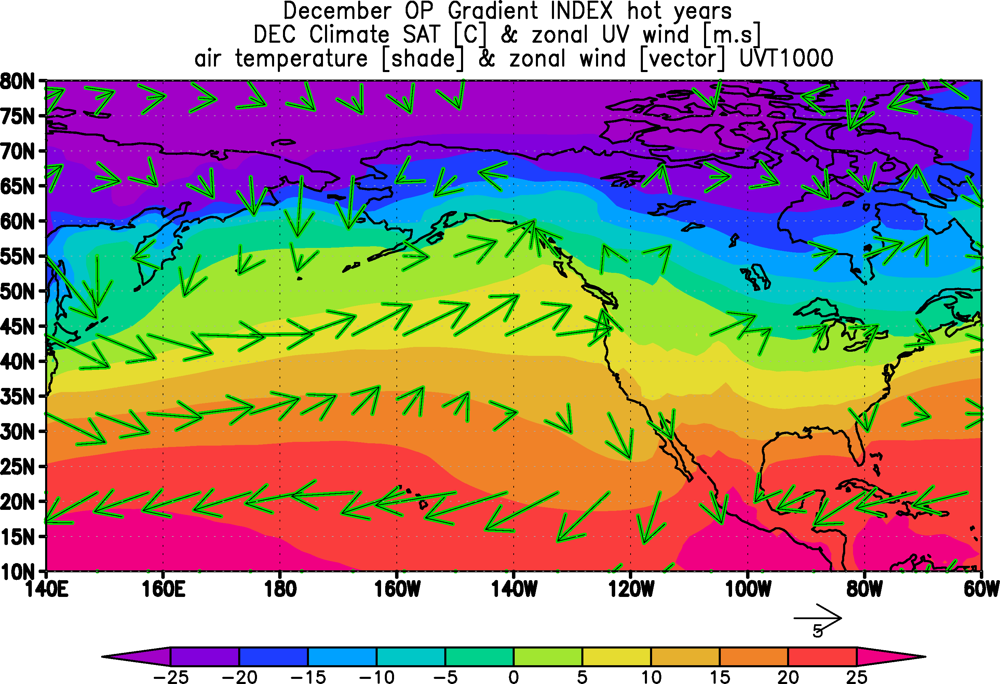 December OP Gradient INDEX hot years
DEC Climate SAT [C] & zonal UV wind [m.s]
air temperature [shade] & zonal wind [vector] UVT1000
80N
75N
70N
65N
60N
55N
50N
45N
40N
35N
30N
25N
20N
15N
10N
140E 160E 180 160W 140W 120W 100W 80W 60W
5
-25 -20 -15 -10 -5 0 5 10 15 20 25